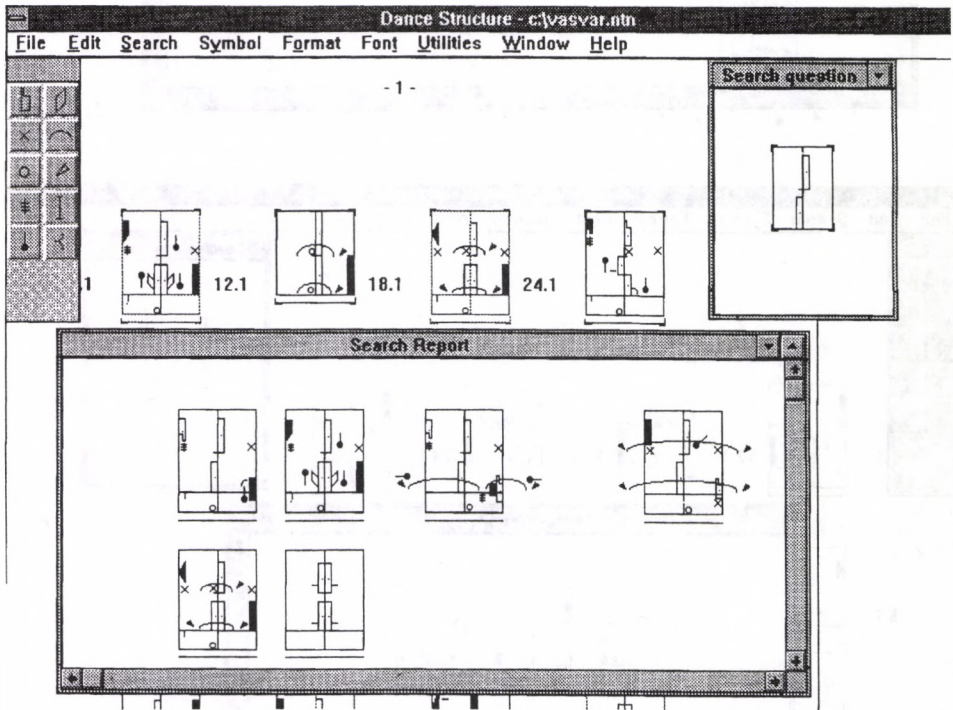 Dance Structure - c:\vasvar.ntn
File Edit Search Symbol Format Font Utilities Window Help
- 1 -
Search question
.1 12.1 18.1 24.1
Search Report